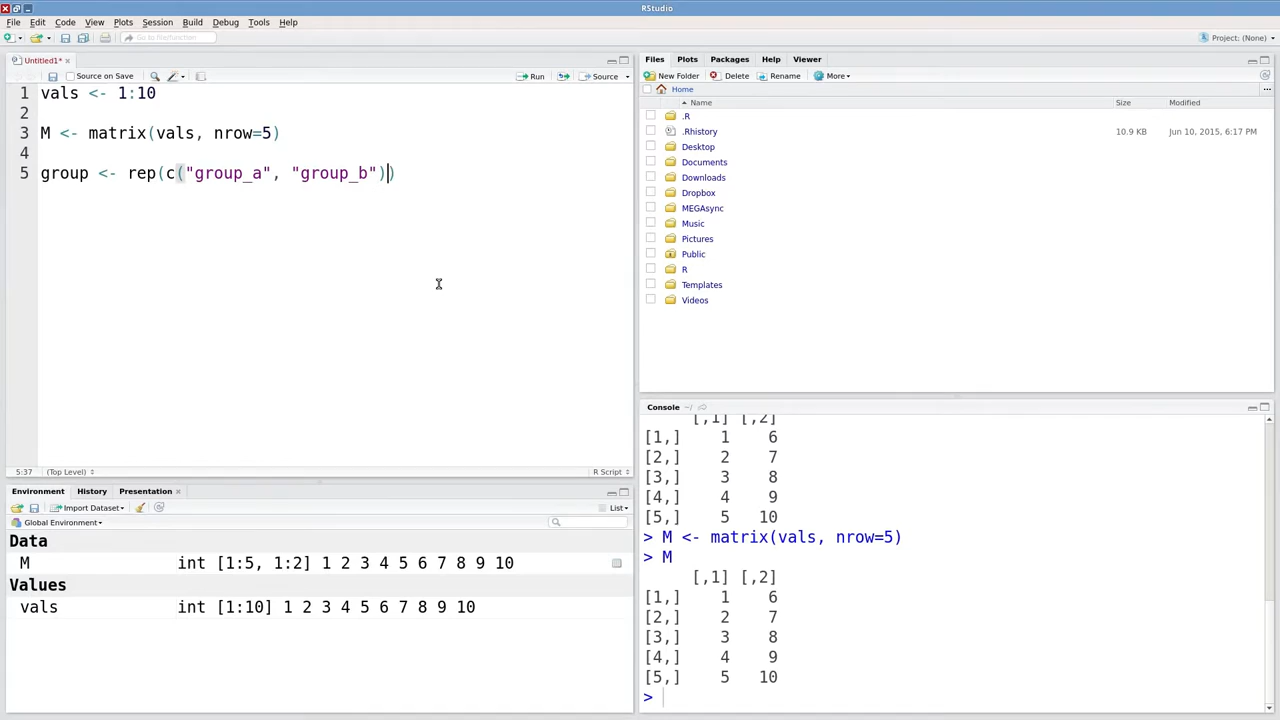 RStudio
File Edit Code View Plots Session Build Debug Tools Help
Go to file/function Project: (None)
Untitled1*
Source on Save Run Source
1 vals <- 1:10
2
3 M <- matrix(vals, nrow=5)
4
5 group <- rep(c("group_a", "group_b"))
5:37 (Top Level) R Script
Environment History Presentation
Import Dataset List
Global Environment
Data
M int [1:5, 1:2] 1 2 3 4 5 6 7 8 9 10
Values
vals int [1:10] 1 2 3 4 5 6 7 8 9 10
Files Plots Packages Help Viewer
New Folder Delete Rename More
Home ...
Name Size Modified
.R
.Rhistory 10.9 KB Jun 10, 2015, 6:17 PM
Desktop
Documents
Downloads
Dropbox
MEGAsync
Music
Pictures
Public
R
Templates
Videos
Console ~/
[,1] [,2]
[1,] 1 6
[2,] 2 7
[3,] 3 8
[4,] 4 9
[5,] 5 10
> M <- matrix(vals, nrow=5)
> M
[,1] [,2]
[1,] 1 6
[2,] 2 7
[3,] 3 8
[4,] 4 9
[5,] 5 10
>